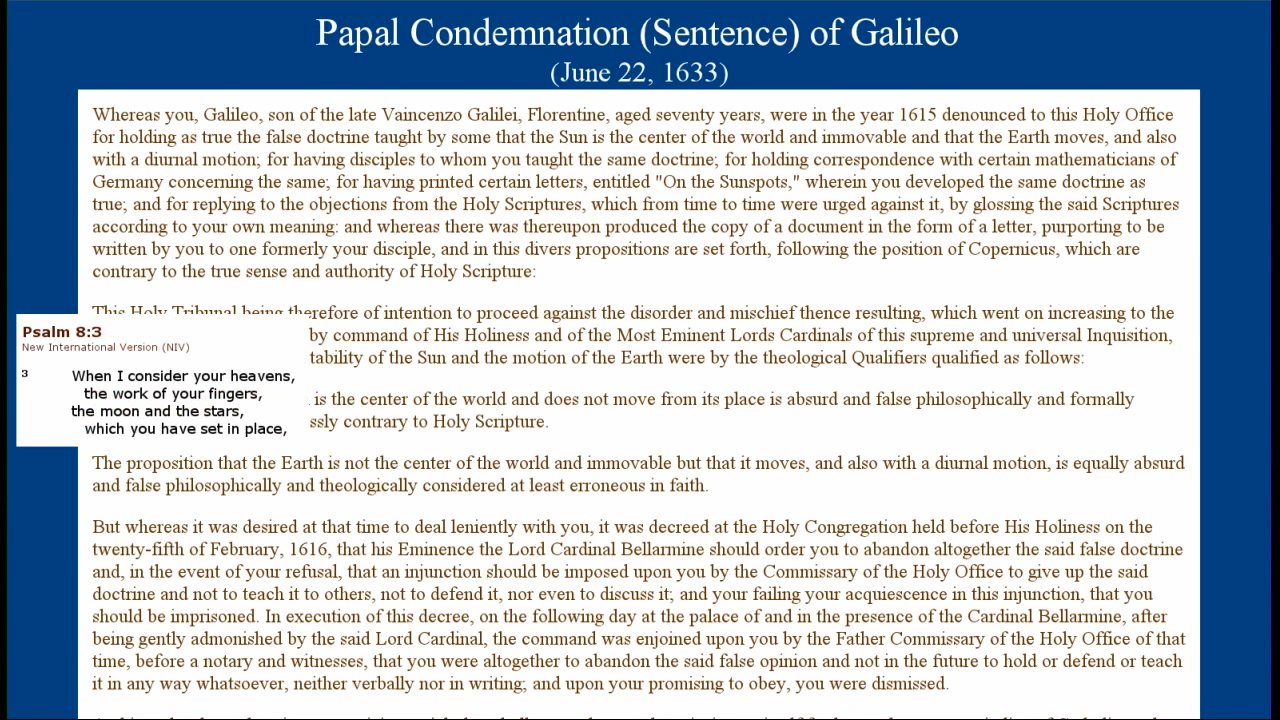 Papal Condemnation (Sentence) of Galileo
(June 22, 1633)
Whereas you, Galileo, son of the late Vaincenzo Galilei, Florentine, aged seventy years, were in the year 1615 denounced to this Holy Office
for holding as true the false doctrine taught by some that the Sun is the center of the world and immovable and that the Earth moves, and also
with a diurnal motion; for having disciples to whom you taught the same doctrine; for holding correspondence with certain mathematicians of
Germany concerning the same; for having printed certain letters, entitled "On the Sunspots," wherein you developed the same doctrine as
true; and for replying to the objections from the Holy Scriptures, which from time to time were urged against it, by glossing the said Scriptures
according to your own meaning: and whereas there was thereupon produced the copy of a document in the form of a letter, purporting to be
written by you to one formerly your disciple, and in this divers propositions are set forth, following the position of Copernicus, which are
contrary to the true sense and authority of Holy Scripture:
This Holy Tribunal being therefore of intention to proceed against the disorder and mischief thence resulting, which went on increasing to the
by command of His Holiness and of the Most Eminent Lords Cardinals of this supreme and universal Inquisition,
tability of the Sun and the motion of the Earth were by the theological Qualifiers qualified as follows:
is the center of the world and does not move from its place is absurd and false philosophically and formally
ssly contrary to Holy Scripture.
Psalm 8:3
New International Version (NIV)
3 When I consider your heavens,
the work of your fingers,
the moon and the stars,
which you have set in place,
The proposition that the Earth is not the center of the world and immovable but that it moves, and also with a diurnal motion, is equally absurd
and false philosophically and theologically considered at least erroneous in faith.
But whereas it was desired at that time to deal leniently with you, it was decreed at the Holy Congregation held before His Holiness on the
twenty-fifth of February, 1616, that his Eminence the Lord Cardinal Bellarmine should order you to abandon altogether the said false doctrine
and, in the event of your refusal, that an injunction should be imposed upon you by the Commissary of the Holy Office to give up the said
doctrine and not to teach it to others, not to defend it, nor even to discuss it; and your failing your acquiescence in this injunction, that you
should be imprisoned. In execution of this decree, on the following day at the palace of and in the presence of the Cardinal Bellarmine, after
being gently admonished by the said Lord Cardinal, the command was enjoined upon you by the Father Commissary of the Holy Office of that
time, before a notary and witnesses, that you were altogether to abandon the said false opinion and not in the future to hold or defend or teach
it in any way whatsoever, neither verbally nor in writing; and upon your promising to obey, you were dismissed.